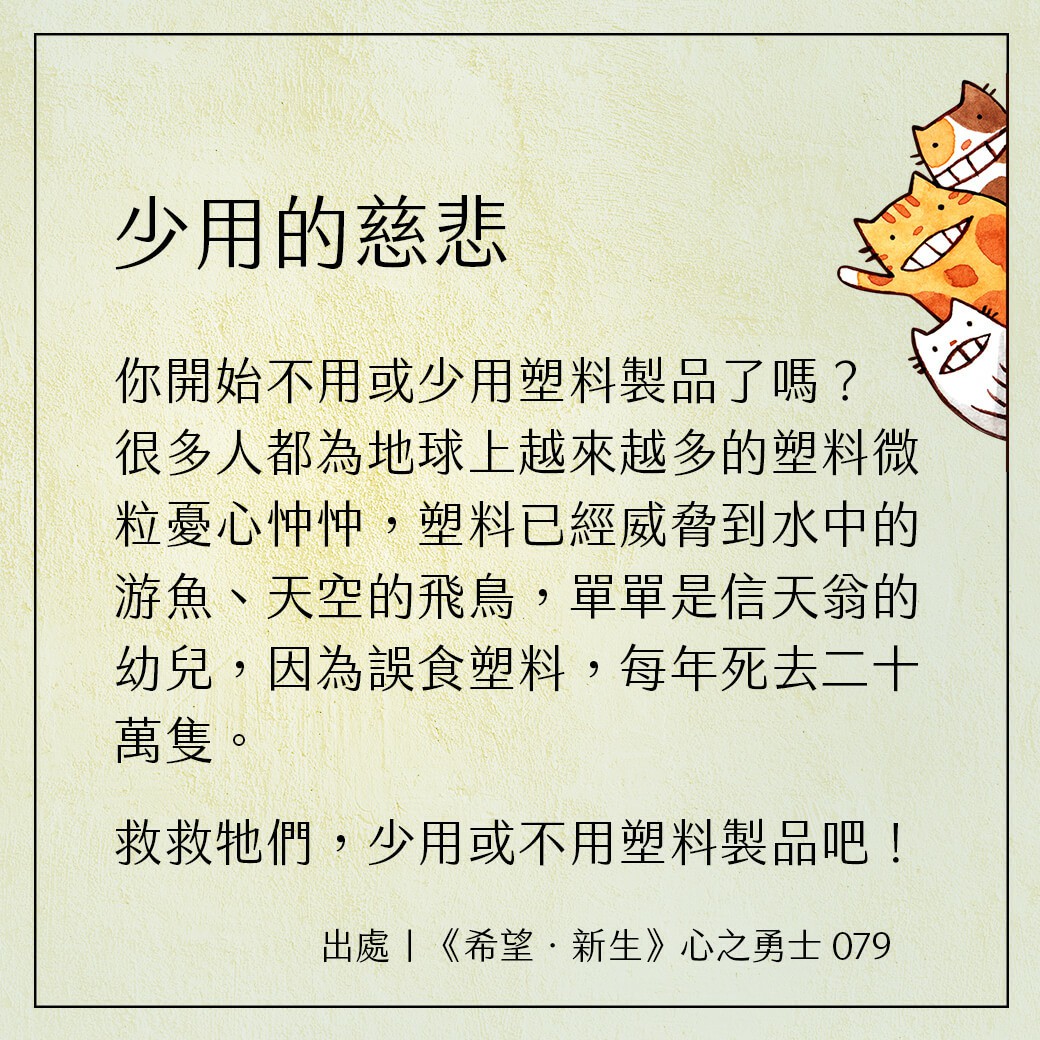 少用的慈悲
你開始不用或少用塑料製品了嗎？
很多人都為地球上越來越多的塑料微
粒憂心忡忡，塑料已經威脅到水中的
游魚、天空的飛鳥，單單是信天翁的
幼兒，因為誤食塑料，每年死去二十
萬隻。
救救牠們，少用或不用塑料製品吧！
出處｜《希望．新生》心之勇士 079